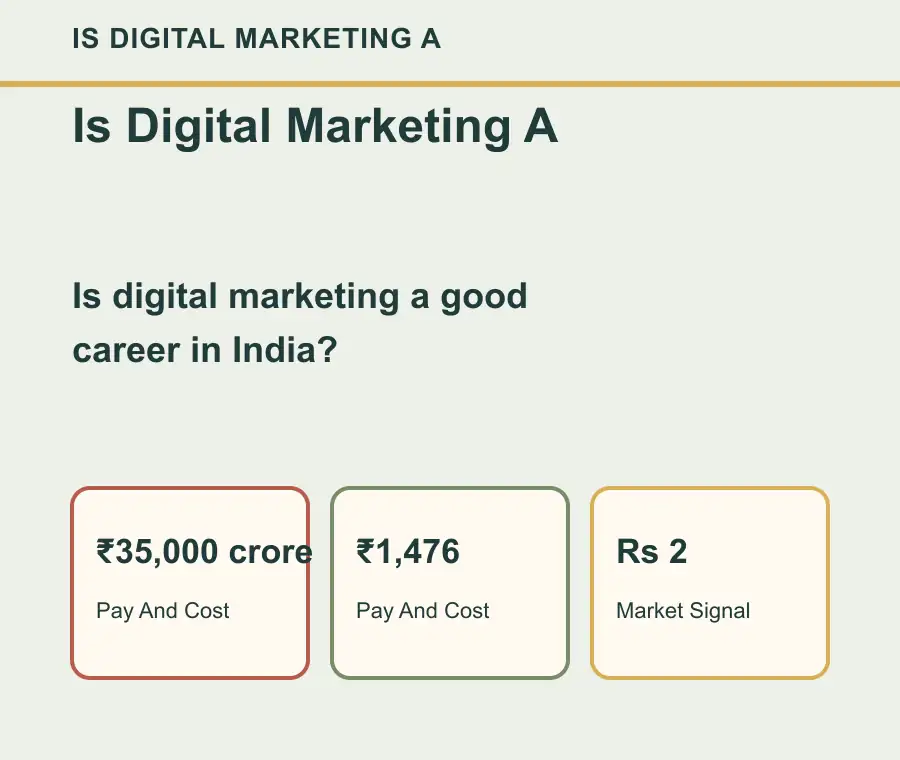 IS DIGITAL MARKETING A
Is Digital Marketing A
Is digital marketing a good
career in India?
₹35,000 crore
Pay And Cost
₹1,476
Pay And Cost
Rs 2
Market Signal